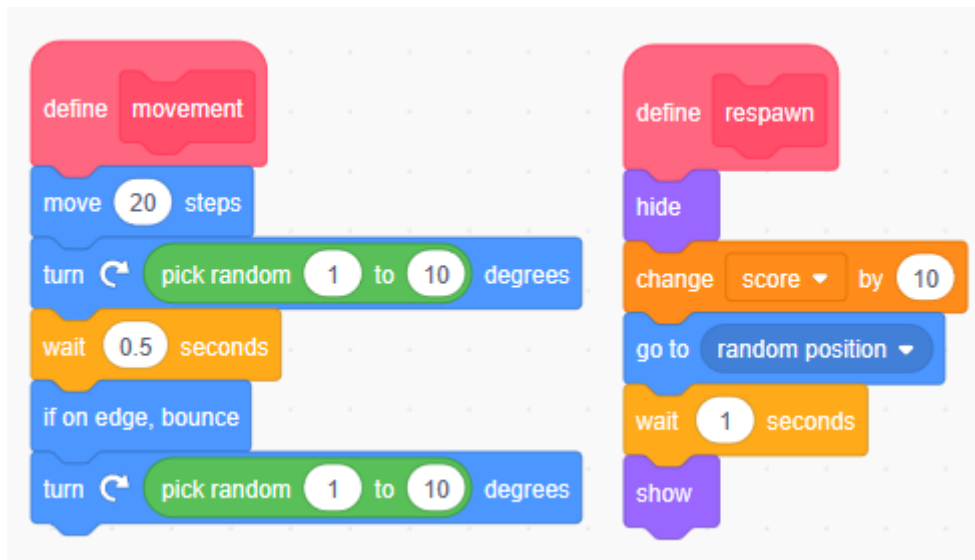 define movement
move 20 steps
turn pick random 1 to 10 degrees
wait 0.5 seconds
if on edge, bounce
turn pick random 1 to 10 degrees
define respawn
hide
change score by 10
go to random position
wait 1 seconds
show